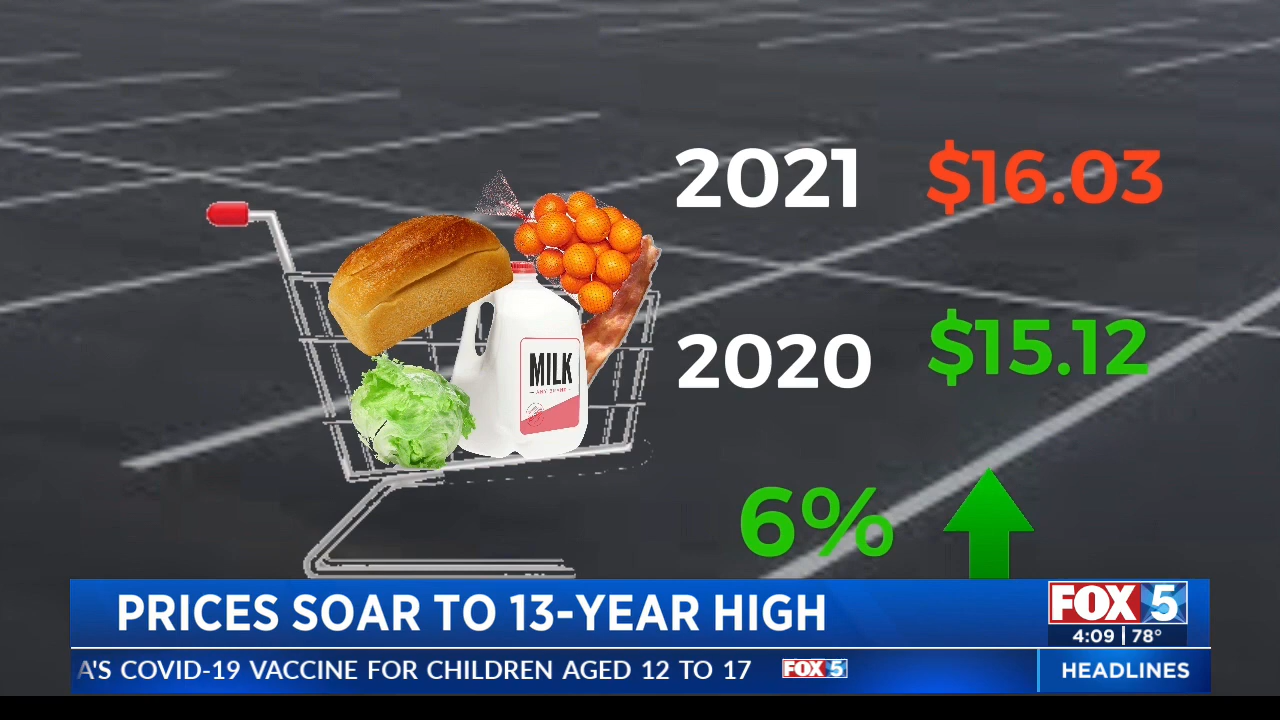 2021 $16.03
2020 $15.12
6%
MILK
PRICES SOAR TO 13-YEAR HIGH
FOX 5
4:09 | 78°
A'S COVID-19 VACCINE FOR CHILDREN AGED 12 TO 17
FOX 5
HEADLINES